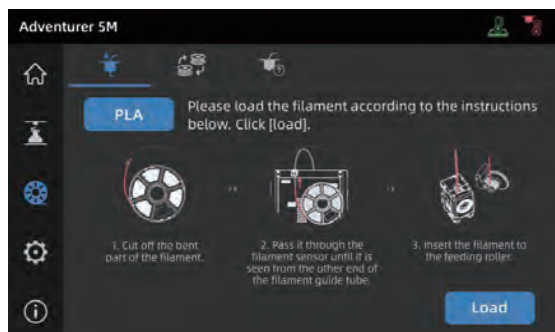 Adventurer 5M
PLA
Please load the filament according to the instructions
below. Click [load].
1. Cut off the bent
part of the filament.
2. Pass it through the
filament sensor until it is
seen from the other end of
the filament guide tube.
3. Insert the filament to
the feeding roller.
Load